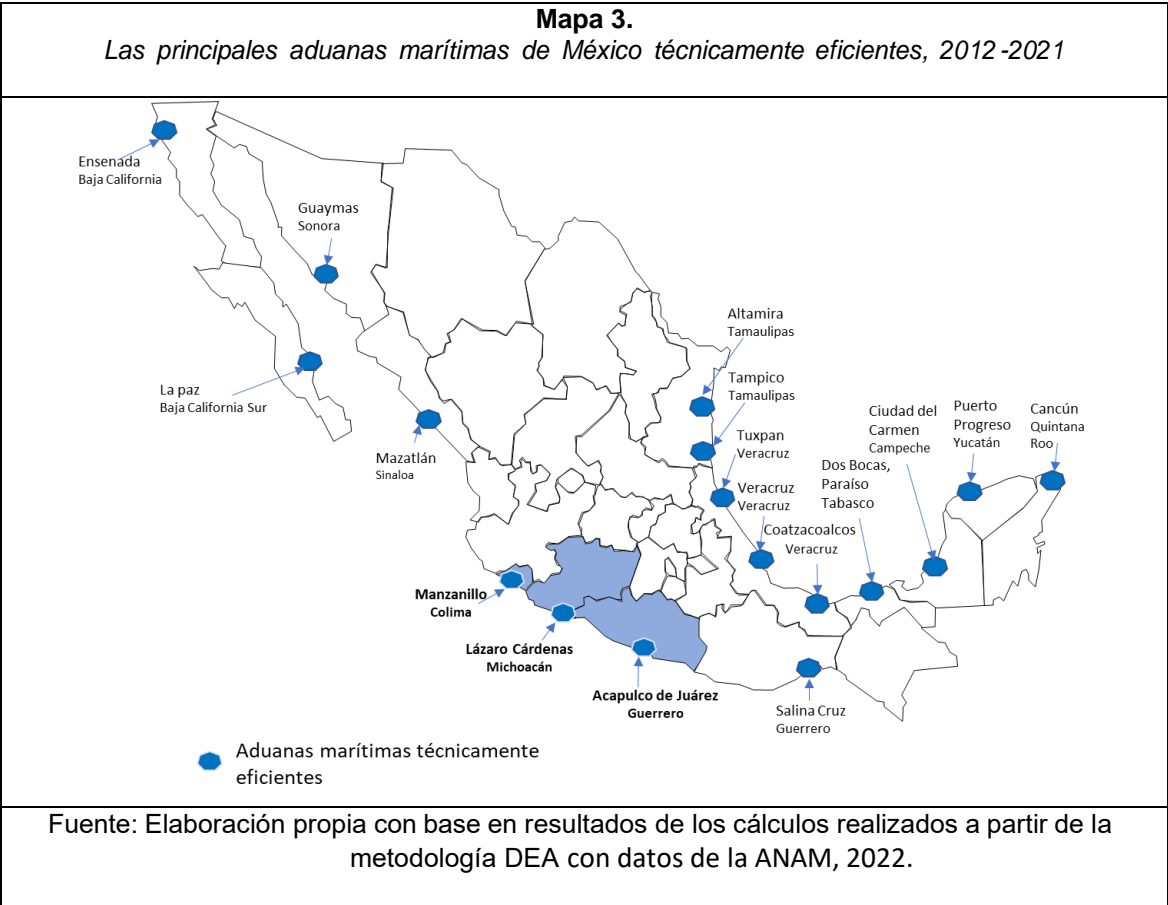 Mapa 3.
Las principales aduanas marítimas de México técnicamente eficientes, 2012-2021
Ensenada
Baja California
Guaymas
Sonora
La paz
Baja California Sur
Mazatlán
Sinaloa
Altamira
Tamaulipas
Tampico
Tamaulipas
Tuxpan
Veracruz
Veracruz
Veracruz
Coatzacoalcos
Veracruz
Dos Bocas,
Paraíso
Tabasco
Ciudad del
Carmen
Campeche
Puerto
Progreso
Yucatán
Cancún
Quintana
Roo
Manzanillo
Colima
Lázaro Cárdenas
Michoacán
Acapulco de Juárez
Guerrero
Salina Cruz
Guerrero
Aduanas marítimas técnicamente
eficientes
Fuente: Elaboración propia con base en resultados de los cálculos realizados a partir de la
metodología DEA con datos de la ANAM, 2022.